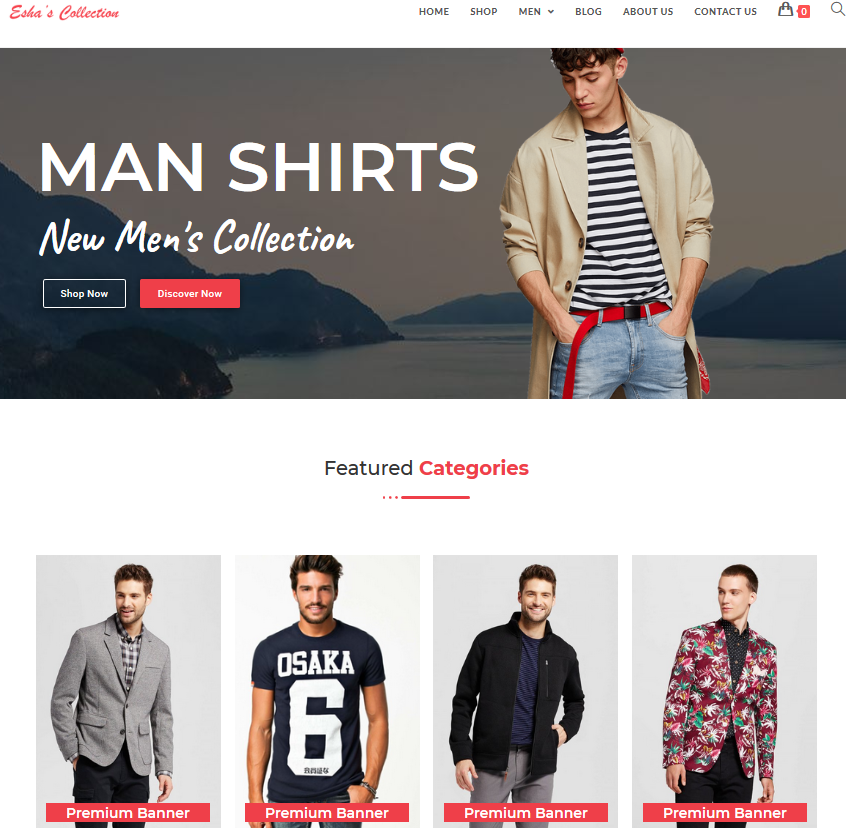 Esha's Collection
HOME SHOP MEN BLOG ABOUT US CONTACT US 0
MAN SHIRTS
New Men's Collection
Shop Now Discover Now
Featured Categories
OSAKA
6
Premium Banner Premium Banner Premium Banner Premium Banner